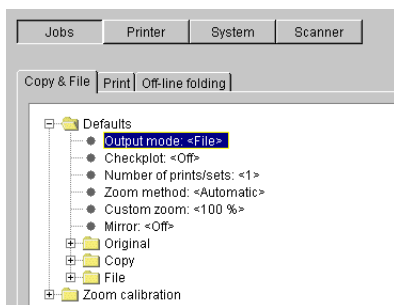 Jobs Printer System Scanner
Copy & File Print Off-line folding
Defaults
Output mode: <File>
Checkplot: <Off>
Number of prints/sets: <1>
Zoom method: <Automatic>
Custom zoom: <100 %>
Mirror: <Off>
Original
Copy
File
Zoom calibration